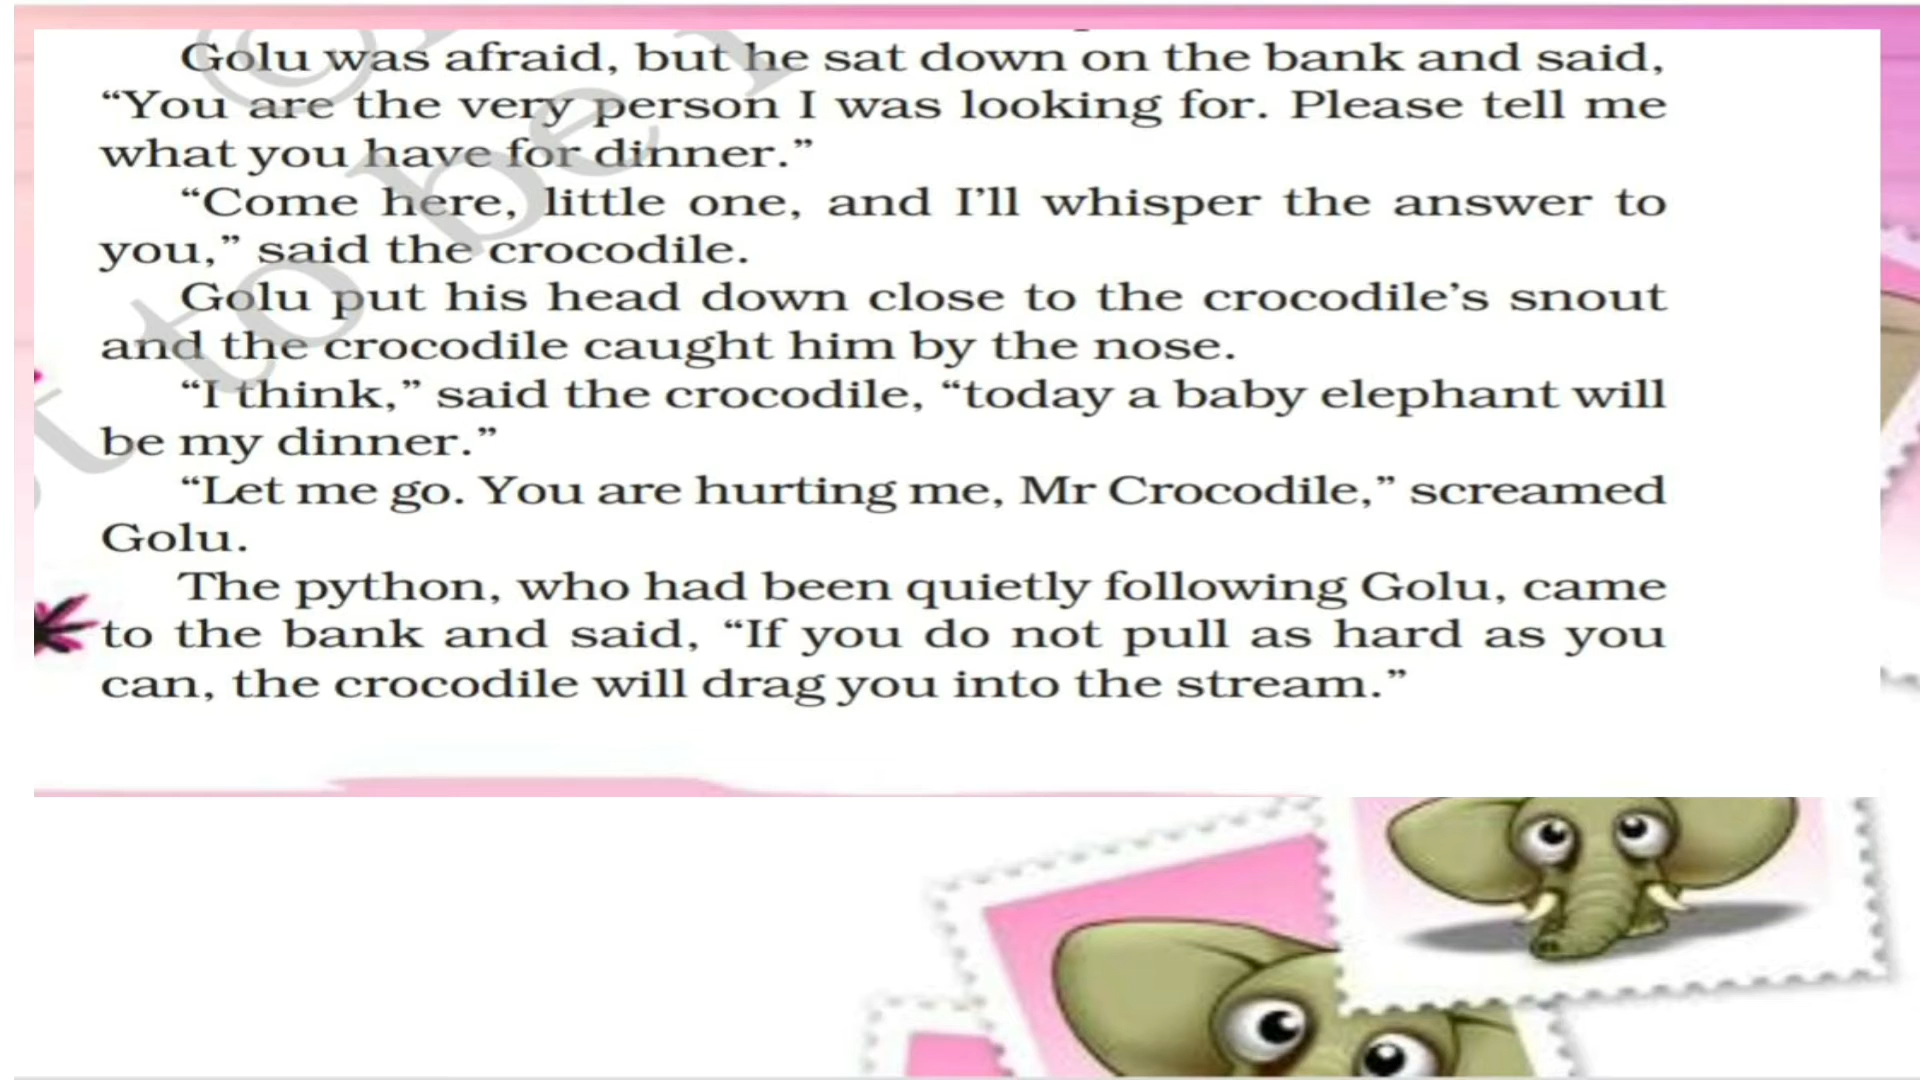 Golu was afraid, but he sat down on the bank and said,
“You are the very person I was looking for. Please tell me
what you have for dinner.”
“Come here, little one, and I’ll whisper the answer to
you,” said the crocodile.
Golu put his head down close to the crocodile’s snout
and the crocodile caught him by the nose.
“I think,” said the crocodile, “today a baby elephant will
be my dinner.”
“Let me go. You are hurting me, Mr Crocodile,” screamed
Golu.
The python, who had been quietly following Golu, came
to the bank and said, “If you do not pull as hard as you
can, the crocodile will drag you into the stream.”
to be